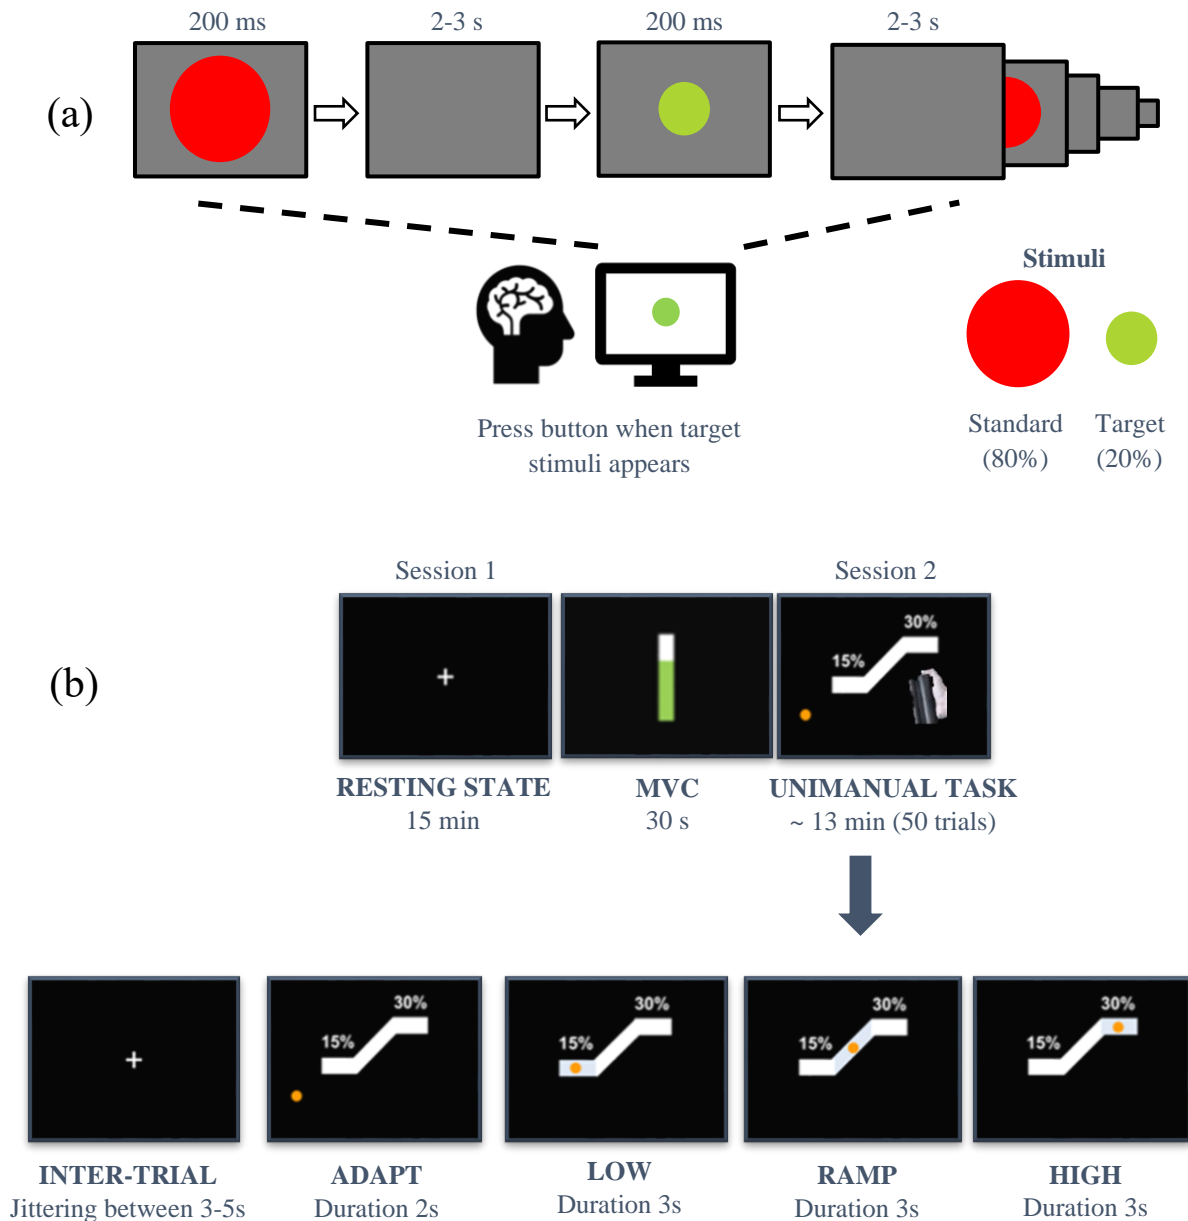 200 ms
2-3 s
200 ms
2-3 s
(a)
Stimuli
Press button when target
stimuli appears
Standard
(80%)
Target
(20%)
Session 1
Session 2
(b)
15%
30%
RESTING STATE
15 min
MVC
30 s
UNIMANUAL TASK
~ 13 min (50 trials)
15%
30%
15%
30%
15%
30%
15%
30%
INTER-TRIAL
Jittering between 3-5s
ADAPT
Duration 2s
LOW
Duration 3s
RAMP
Duration 3s
HIGH
Duration 3s